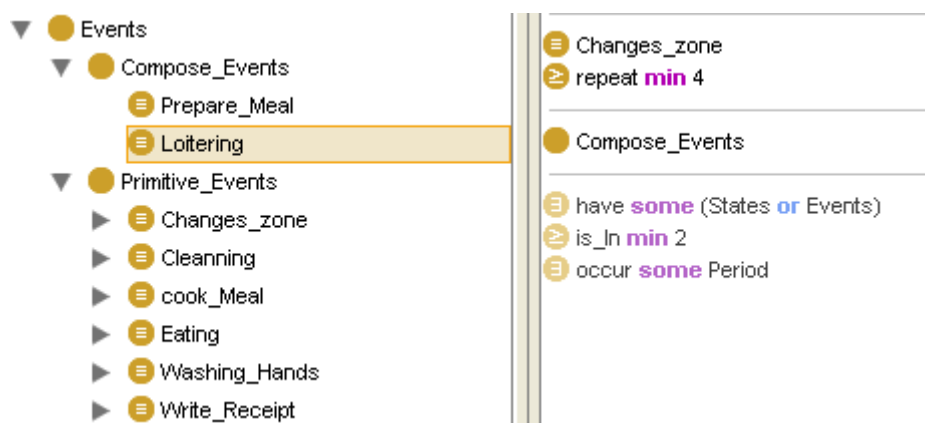 Events
Compose_Events
Prepare_Meal
Loitering
Primitive_Events
Changes_zone
Cleanning
cook_Meal
Eating
Washing_Hands
Write_Receipt
Changes_zone
repeat min 4
Compose_Events
have some (States or Events)
is_In min 2
occur some Period